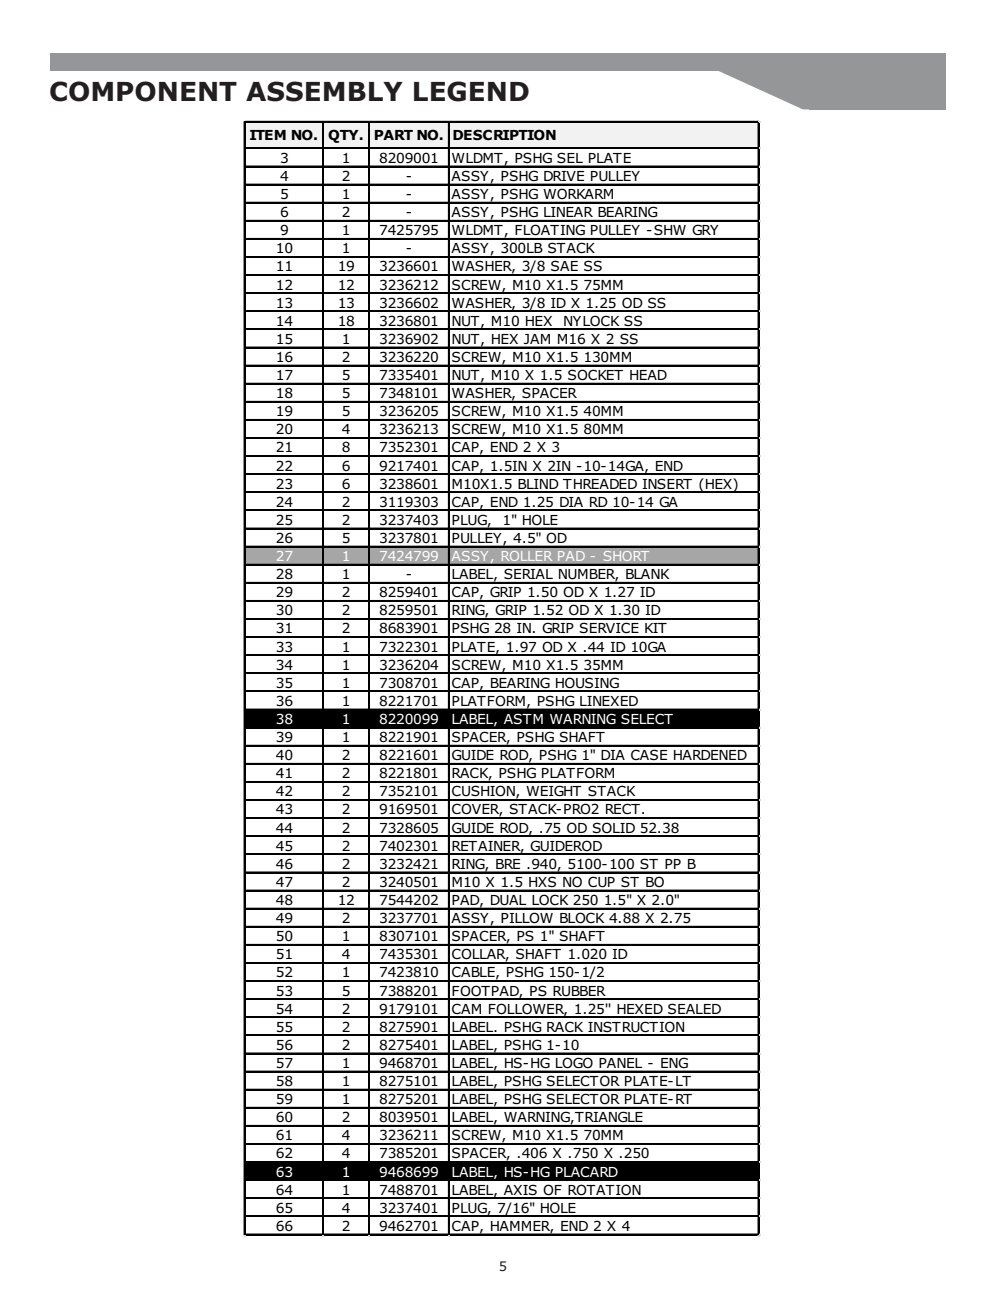 COMPONENT ASSEMBLY LEGEND
ITEM NO. QTY. PART NO. DESCRIPTION
3 1 8209001 WLDMT, PSHG SEL PLATE
4 2 - ASSY, PSHG DRIVE PULLEY
5 1 - ASSY, PSHG WORKARM
6 2 - ASSY, PSHG LINEAR BEARING
9 1 7425795 WLDMT, FLOATING PULLEY -SHW GRY
10 1 - ASSY, 300LB STACK
11 19 3236601 WASHER, 3/8 SAE SS
12 12 3236212 SCREW, M10 X1.5 75MM
13 13 3236602 WASHER, 3/8 ID X 1.25 OD SS
14 18 3236801 NUT, M10 HEX NYLOCK SS
15 1 3236902 NUT, HEX JAM M16 X 2 SS
16 2 3236220 SCREW, M10 X1.5 130MM
17 5 7335401 NUT, M10 X 1.5 SOCKET HEAD
18 5 7348101 WASHER, SPACER
19 5 3236205 SCREW, M10 X1.5 40MM
20 4 3236213 SCREW, M10 X1.5 80MM
21 8 7352301 CAP, END 2 X 3
22 6 9217401 CAP, 1.5IN X 2IN -10-14GA, END
23 6 3238601 M10X1.5 BLIND THREADED INSERT (HEX)
24 2 3119303 CAP, END 1.25 DIA RD 10-14 GA
25 2 3237403 PLUG, 1" HOLE
26 5 3237801 PULLEY, 4.5" OD
27 1 7424799 ASSY, ROLLER PAD - SHORT
28 1 - LABEL, SERIAL NUMBER, BLANK
29 2 8259401 CAP, GRIP 1.50 OD X 1.27 ID
30 2 8259501 RING, GRIP 1.52 OD X 1.30 ID
31 2 8683901 PSHG 28 IN. GRIP SERVICE KIT
33 1 7322301 PLATE, 1.97 OD X .44 ID 10GA
34 1 3236204 SCREW, M10 X1.5 35MM
35 1 7308701 CAP, BEARING HOUSING
36 1 8221701 PLATFORM, PSHG LINEXED
38 1 8220099 LABEL, ASTM WARNING SELECT
39 1 8221901 SPACER, PSHG SHAFT
40 2 8221601 GUIDE ROD, PSHG 1" DIA CASE HARDENED
41 2 8221801 RACK, PSHG PLATFORM
42 2 7352101 CUSHION, WEIGHT STACK
43 2 9169501 COVER, STACK-PRO2 RECT.
44 2 7328605 GUIDE ROD, .75 OD SOLID 52.38
45 2 7402301 RETAINER, GUIDEROD
46 2 3232421 RING, BRE .940, 5100-100 ST PP B
47 2 3240501 M10 X 1.5 HXS NO CUP ST BO
48 12 7544202 PAD, DUAL LOCK 250 1.5" X 2.0"
49 2 3237701 ASSY, PILLOW BLOCK 4.88 X 2.75
50 1 8307101 SPACER, PS 1" SHAFT
51 4 7435301 COLLAR, SHAFT 1.020 ID
52 1 7423810 CABLE, PSHG 150-1/2
53 5 7388201 FOOTPAD, PS RUBBER
54 2 9179101 CAM FOLLOWER, 1.25" HEXED SEALED
55 2 8275901 LABEL. PSHG RACK INSTRUCTION
56 2 8275401 LABEL, PSHG 1-10
57 1 9468701 LABEL, HS-HG LOGO PANEL - ENG
58 1 8275101 LABEL, PSHG SELECTOR PLATE-LT
59 1 8275201 LABEL, PSHG SELECTOR PLATE-RT
60 2 8039501 LABEL, WARNING,TRIANGLE
61 4 3236211 SCREW, M10 X1.5 70MM
62 4 7385201 SPACER, .406 X .750 X .250
63 1 9468699 LABEL, HS-HG PLACARD
64 1 7488701 LABEL, AXIS OF ROTATION
65 4 3237401 PLUG, 7/16" HOLE
66 2 9462701 CAP, HAMMER, END 2 X 4
5